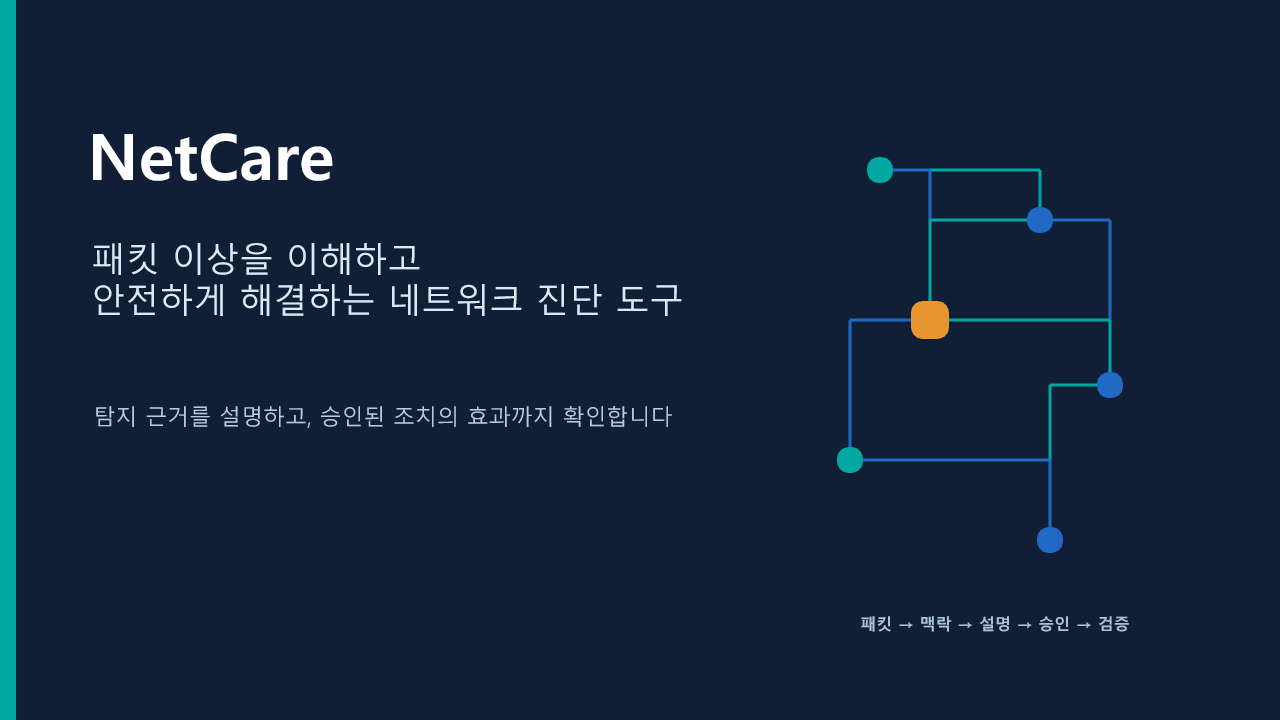 NetCare
패킷 이상을 이해하고
안전하게 해결하는 네트워크 진단 도구
탐지 근거를 설명하고, 승인된 조치의 효과까지 확인합니다
패킷 → 맥락 → 설명 → 승인 → 검증